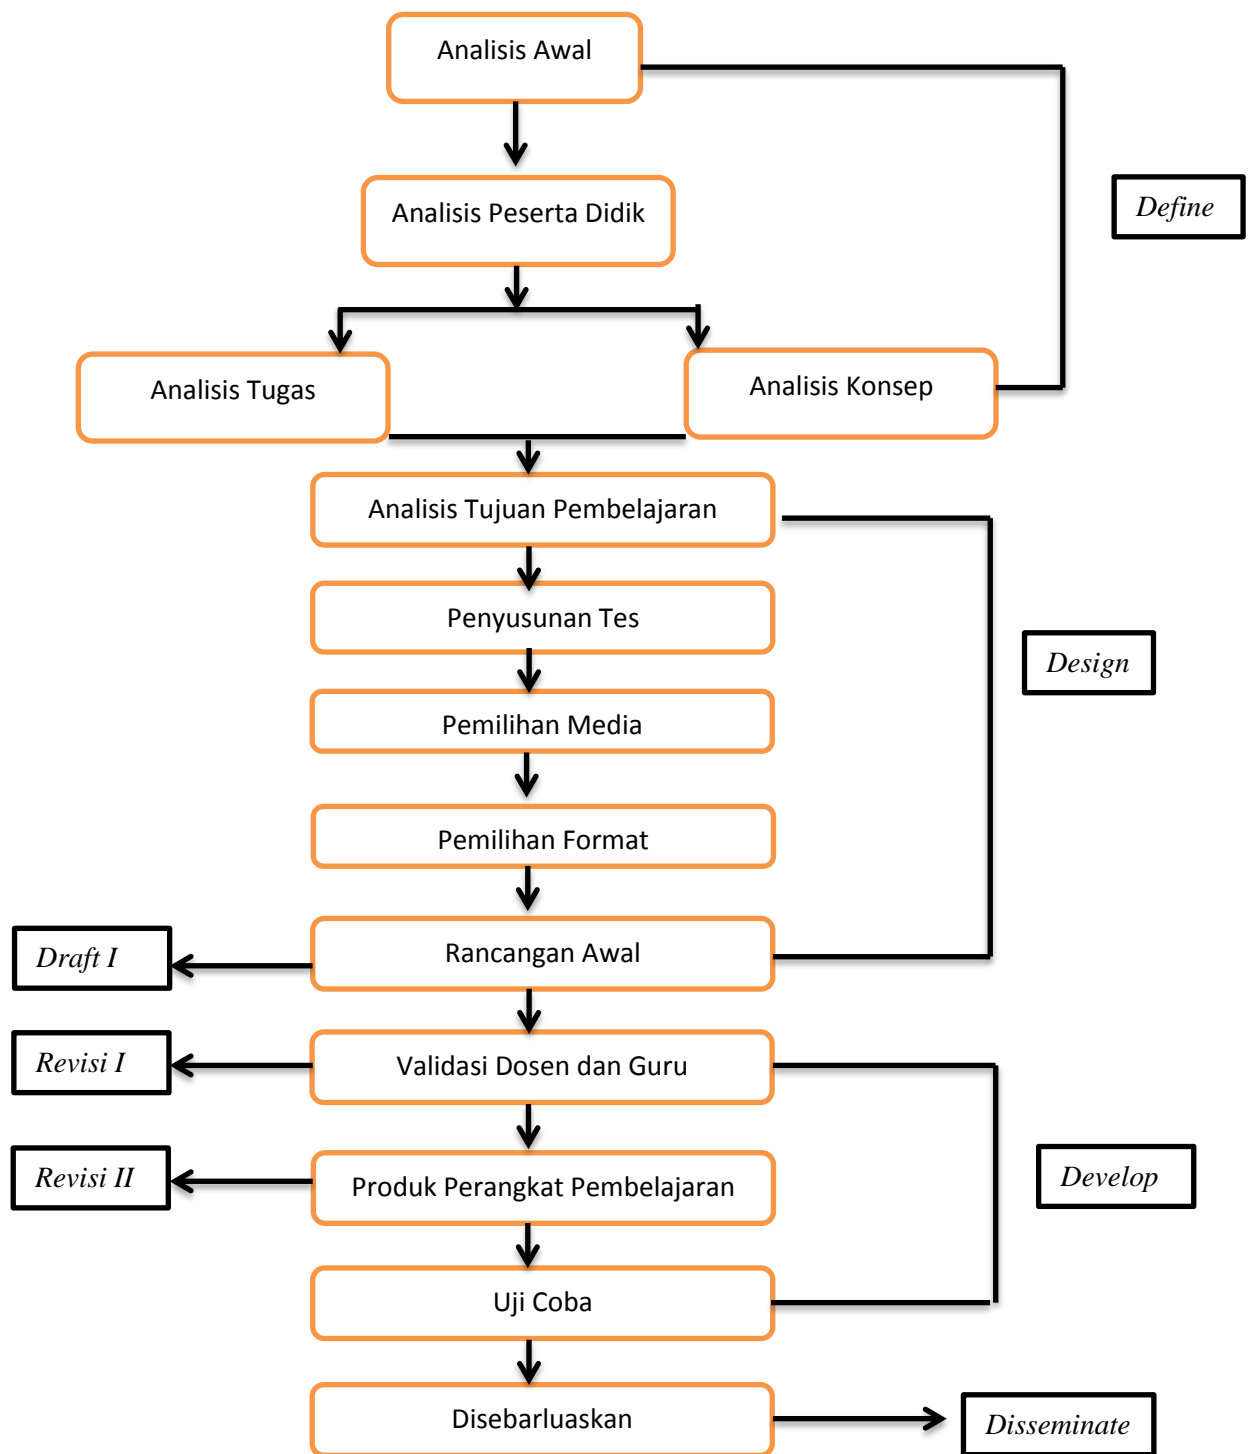 Analisis Awal
Analisis Peserta Didik
Define
Analisis Tugas
Analisis Konsep
Analisis Tujuan Pembelajaran
Penyusunan Tes
Design
Pemilihan Media
Pemilihan Format
Draft I
Rancangan Awal
Revisi I
Validasi Dosen dan Guru
Revisi II
Produk Perangkat Pembelajaran
Develop
Uji Coba
Disebarluaskan
Disseminate